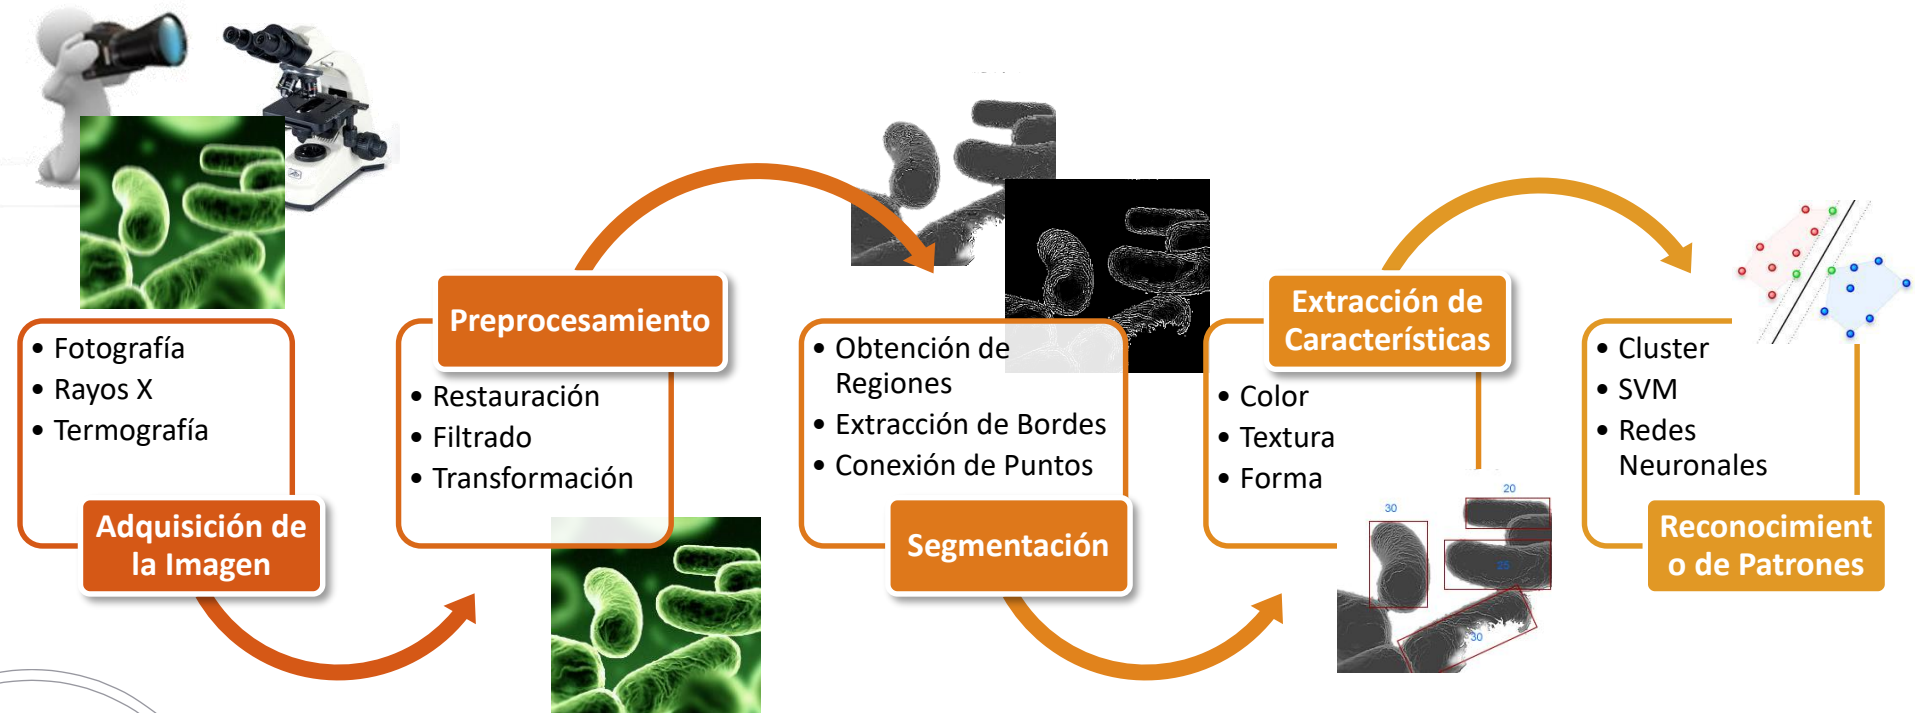 • Fotografía
• Rayos X
• Termografía
Adquisición de
la Imagen
Preprocesamiento
• Restauración
• Filtrado
• Transformación
• Obtención de
Regiones
• Extracción de Bordes
• Conexión de Puntos
Segmentación
Extracción de
Características
• Color
• Textura
• Forma
30
20
25
30
• Cluster
• SVM
• Redes
Neuronales
Reconocimient
o de Patrones